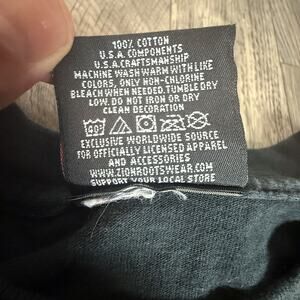 100% COTTON
U.S.A. COMPONENTS
U.S.A. CRAFTSMANSHIP
MACHINE WASH WARM WITH LIKE
COLORS, ONLY NON-CHLORINE
BLEACH WHEN NEEDED. TUMBLE DRY
LOW. DO NOT IRON OR DRY
CLEAN DECORATION
40°
EXCLUSIVE WORLDWIDE SOURCE
FOR OFFICIALLY LICENSED APPAREL
AND ACCESSORIES
WWW.ZIONROOTSWEAR.COM
SUPPORT YOUR LOCAL STORE